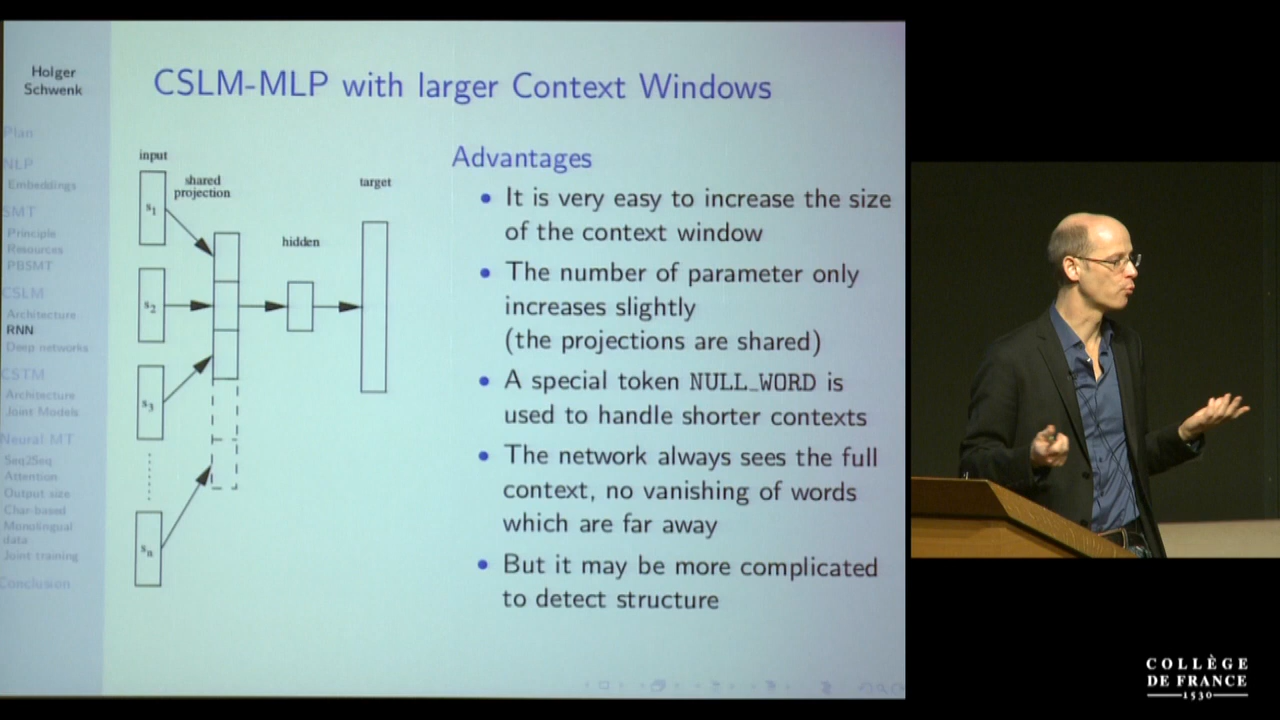 Holger
Schwenk
CSLM-MLP with larger Context Windows
Plan
NLP
Embeddings
SMT
Principle
Resources
PBSMT
CSLM
Architecture
RNN
Deep networks
CSTM
Architecture
Joint Models
Neural MT
Seq2Seq
Attention
Output size
Char-based
Monolingual
data
Joint training
Conclusion
input
shared
projection
target
hidden
s1
s2
s3
sn
Advantages
• It is very easy to increase the size
of the context window
• The number of parameter only
increases slightly
(the projections are shared)
• A special token NULL_WORD is
used to handle shorter contexts
• The network always sees the full
context, no vanishing of words
which are far away
• But it may be more complicated
to detect structure
COLLÈGE
DE FRANCE
1530